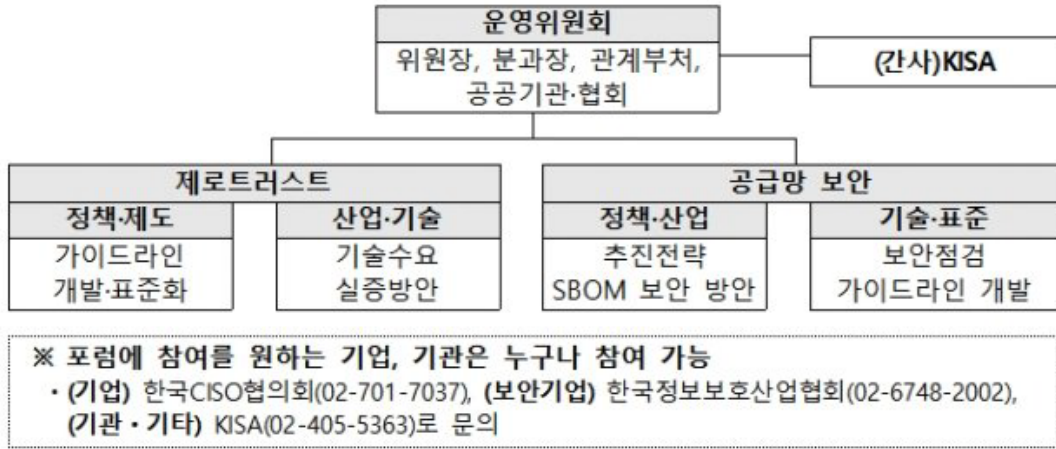 운영위원회
위원장, 분과장, 관계부처,
공공기관·협회
(간사)KISA
제로트러스트
정책·제도
가이드라인
개발·표준화
산업·기술
기술수요
실증방안
공급망 보안
정책·산업
추진전략
SBOM 보안 방안
기술·표준
보안점검
가이드라인 개발
※ 포럼에 참여를 원하는 기업, 기관은 누구나 참여 가능
· (기업) 한국CISO협의회(02-701-7037), (보안기업) 한국정보보호산업협회(02-6748-2002),
(기관·기타) KISA(02-405-5363)로 문의